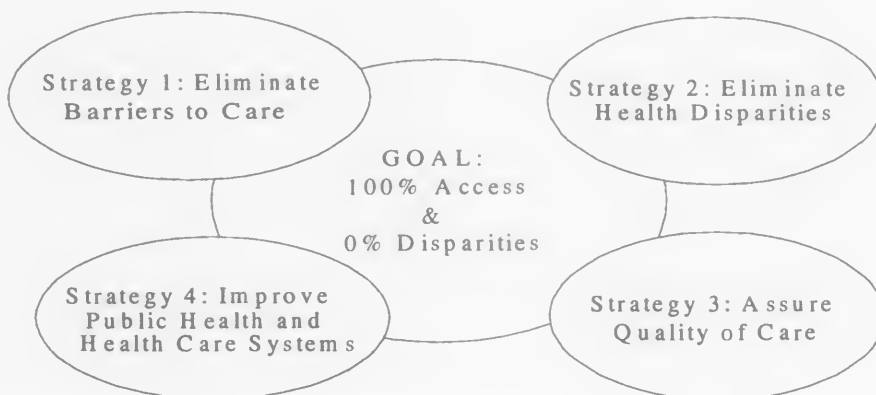 Strategy 1: Eliminate
Barriers to Care
Strategy 2: Eliminate
Health Disparities
GOAL:
100% Access
&
0% Disparities
Strategy 4: Improve
Public Health and
Health Care Systems
Strategy 3: Assure
Quality of Care